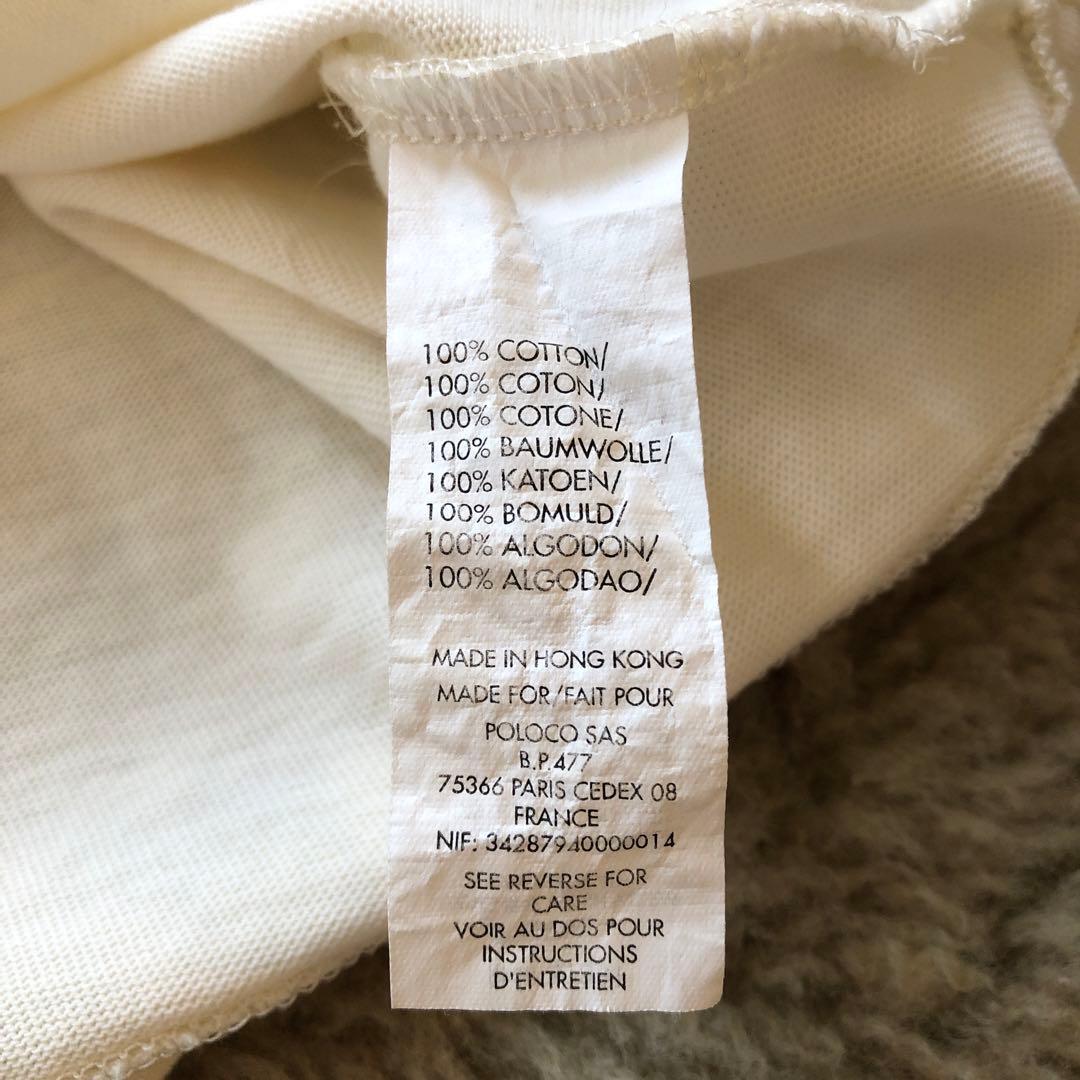 100% COTTON/
100% COTON/
100% COTONE/
100% BAUMWOLLE/
100% KATOEN/
100% BOMULD/
100% ALGODON/
100% ALGODAO/
MADE IN HONG KONG
MADE FOR/FAIT POUR
POLOCO SAS
B.P.477
75366 PARIS CEDEX 08
FRANCE
NIF: 34287940000014
SEE REVERSE FOR
CARE
VOIR AU DOS POUR
INSTRUCTIONS
D'ENTRETIEN